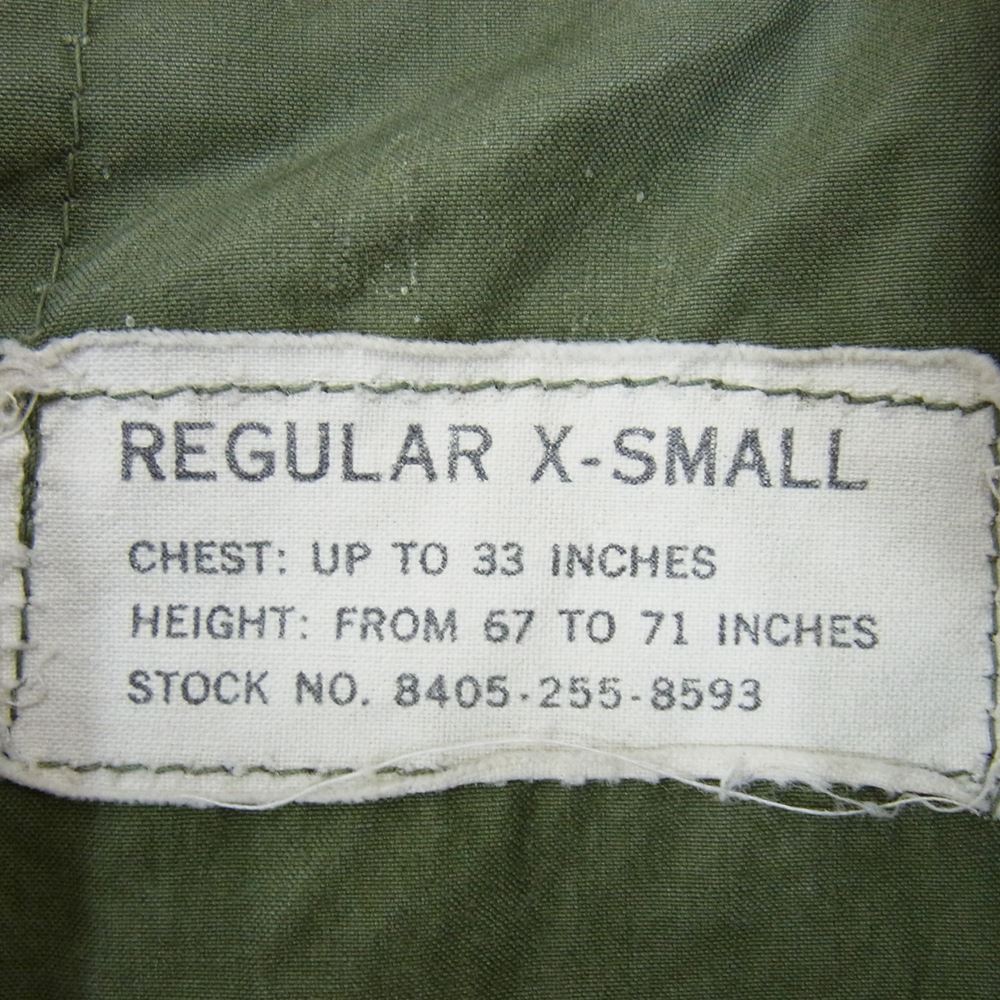 REGULAR X-SMALL
CHEST: UP TO 33 INCHES
HEIGHT: FROM 67 TO 71 INCHES
STOCK NO. 8405-255-8593